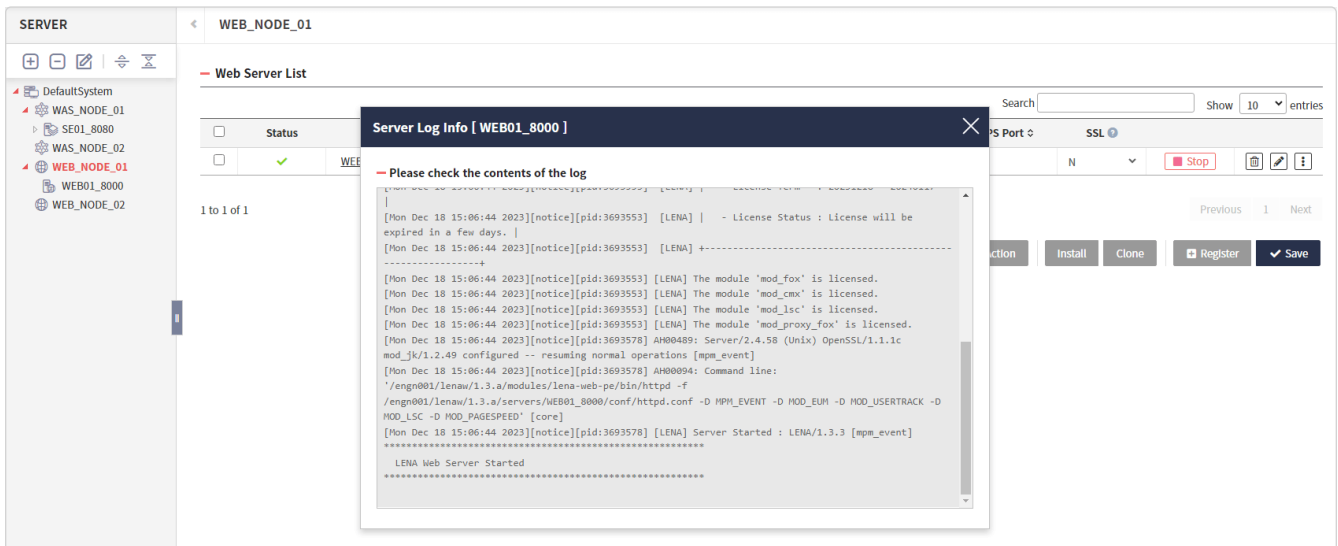 SERVER
WEB_NODE_01
DefaultSystem
WAS_NODE_01
SE01_8080
WAS_NODE_02
WEB_NODE_01
WEB01_8000
WEB_NODE_02
Web Server List
Search
Show 10 entries
Status
PS Port
SSL
WEB
N
Stop
1 to 1 of 1
Previous 1 Next
ction
Install
Clone
Register
Save
Server Log Info [ WEB01_8000 ]
Please check the contents of the log
|
[Mon Dec 18 15:06:44 2023][notice][pid:3693553] [LENA] | - License Status : License will be
expired in a few days. |
[Mon Dec 18 15:06:44 2023][notice][pid:3693553] [LENA] +--------------------------------------------
-----------------+
[Mon Dec 18 15:06:44 2023][notice][pid:3693553] [LENA] The module 'mod_fox' is licensed.
[Mon Dec 18 15:06:44 2023][notice][pid:3693553] [LENA] The module 'mod_cmx' is licensed.
[Mon Dec 18 15:06:44 2023][notice][pid:3693553] [LENA] The module 'mod_lsc' is licensed.
[Mon Dec 18 15:06:44 2023][notice][pid:3693553] [LENA] The module 'mod_proxy_fox' is licensed.
[Mon Dec 18 15:06:44 2023][notice][pid:3693578] AH00489: Server/2.4.58 (Unix) OpenSSL/1.1.1c
mod_jk/1.2.49 configured -- resuming normal operations [mpm_event]
[Mon Dec 18 15:06:44 2023][notice][pid:3693578] AH00094: Command line:
'/engn001/lenaw/1.3.a/modules/lena-web-pe/bin/httpd -f
/engn001/lenaw/1.3.a/servers/WEB01_8000/conf/httpd.conf -D MPM_EVENT -D MOD_EUM -D MOD_USERTRACK -D
MOD_LSC -D MOD_PAGESPEED' [core]
[Mon Dec 18 15:06:44 2023][notice][pid:3693578] [LENA] Server Started : LENA/1.3.3 [mpm_event]
*********************************************************
LENA Web Server Started
*********************************************************